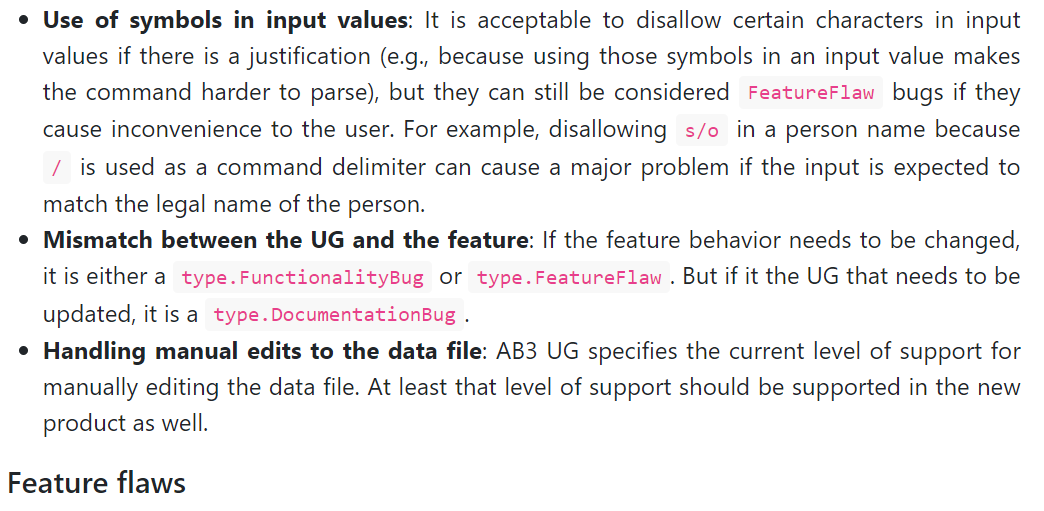 • Use of symbols in input values: It is acceptable to disallow certain characters in input
values if there is a justification (e.g., because using those symbols in an input value makes
the command harder to parse), but they can still be considered FeatureFlaw bugs if they
cause inconvenience to the user. For example, disallowing s/o in a person name because
/ is used as a command delimiter can cause a major problem if the input is expected to
match the legal name of the person.
• Mismatch between the UG and the feature: If the feature behavior needs to be changed,
it is either a type.FunctionalityBug or type.FeatureFlaw. But if it the UG that needs to be
updated, it is a type.DocumentationBug.
• Handling manual edits to the data file: AB3 UG specifies the current level of support for
manually editing the data file. At least that level of support should be supported in the new
product as well.
Feature flaws